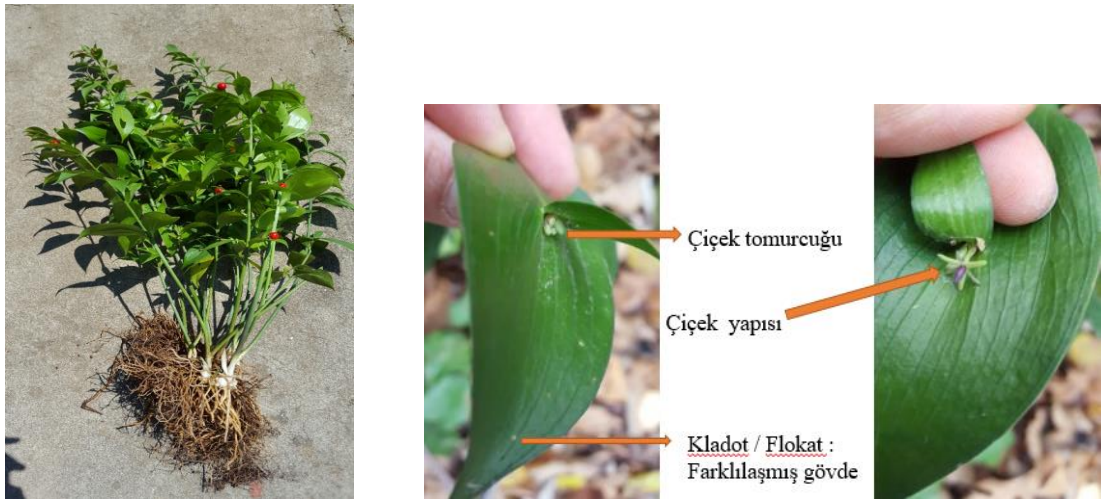 Çiçek tomurcuğu
Çiçek yapısı
Kladot / Flokat :
Farklılaşmış gövde